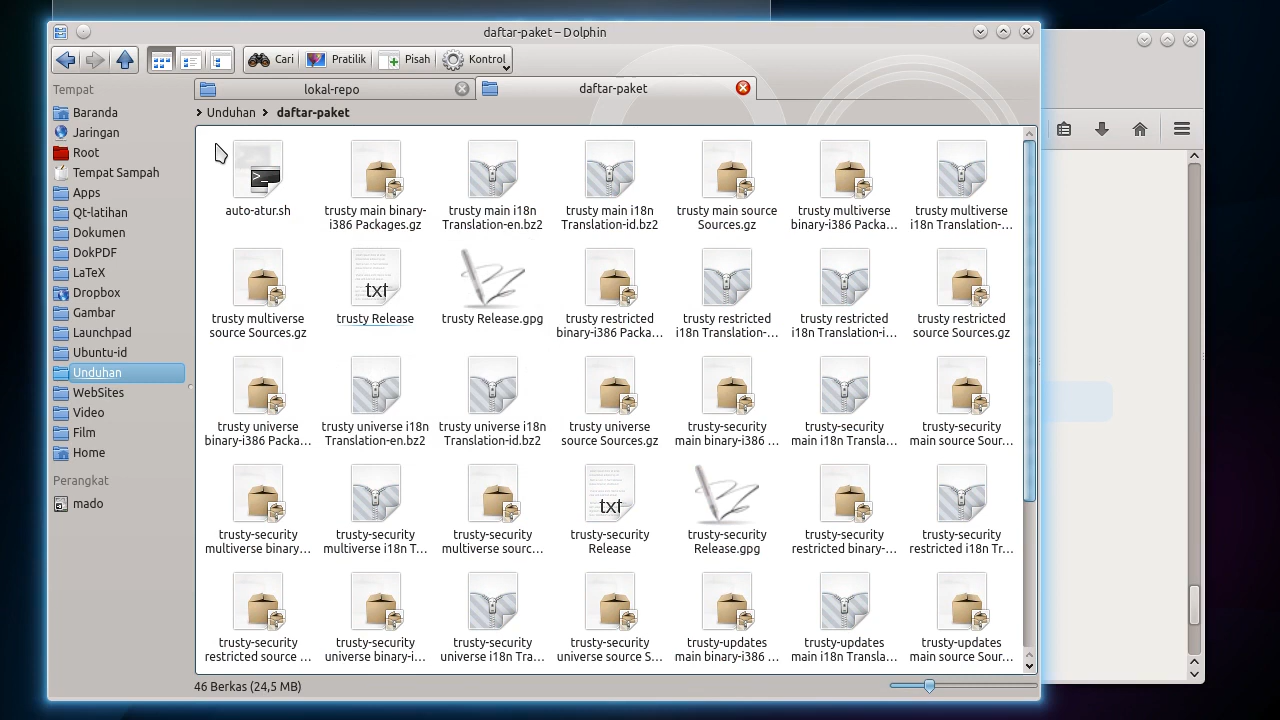 daftar-paket – Dolphin
Cari
Pratilik
Pisah
Kontrol
Tempat
lokal-repo
daftar-paket
Unduhan
daftar-paket
Baranda
Jaringan
Root
Tempat Sampah
Apps
Qt-latihan
Dokumen
DokPDF
LaTeX
Dropbox
Gambar
Launchpad
Ubuntu-id
Unduhan
WebSites
Video
Film
Home
Perangkat
mado
auto-atur.sh
trusty main binary-
i386 Packages.gz
trusty main i18n
Translation-en.bz2
trusty main i18n
Translation-id.bz2
trusty main source
Sources.gz
trusty multiverse
binary-i386 Packa...
trusty multiverse
i18n Translation-...
trusty multiverse
source Sources.gz
txt
trusty Release
trusty Release.gpg
trusty restricted
binary-i386 Packa...
trusty restricted
i18n Translation-...
trusty restricted
i18n Translation-i...
trusty restricted
source Sources.gz
trusty universe
binary-i386 Packa...
trusty universe i18n
Translation-en.bz2
trusty universe i18n
Translation-id.bz2
trusty universe
source Sources.gz
trusty-security
main binary-i386 ...
trusty-security
main i18n Transla...
trusty-security
main source Sour...
trusty-security
multiverse binary...
trusty-security
multiverse i18n T...
trusty-security
multiverse sourc...
txt
trusty-security
Release
trusty-security
Release.gpg
trusty-security
restricted binary-...
trusty-security
restricted i18n Tr...
trusty-security
restricted source ...
trusty-security
universe binary-i...
trusty-security
universe i18n Tra...
trusty-security
universe source S...
trusty-updates
main binary-i386 ...
trusty-updates
main i18n Transla...
trusty-updates
main source Sour...
46 Berkas (24,5 MB)